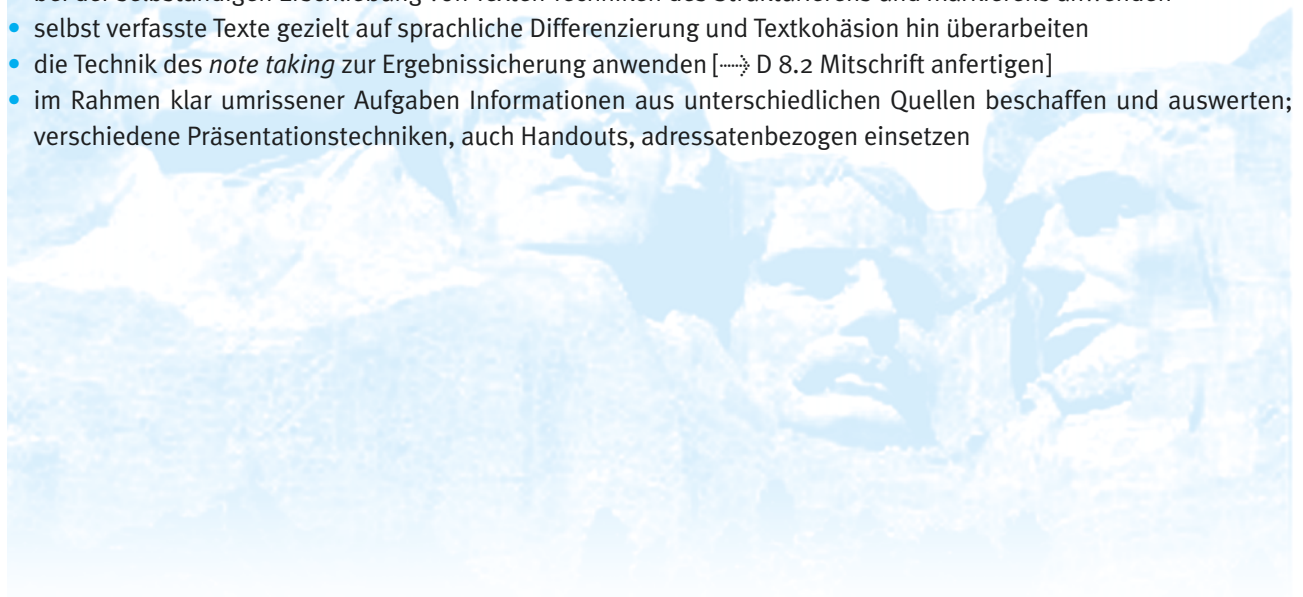 • selbst verfasste Texte gezielt auf sprachliche Differenzierung und Textkohäsion hin überarbeiten
• die Technik des note taking zur Ergebnissicherung anwenden [····> D 8.2 Mitschrift anfertigen]
• im Rahmen klar umrissener Aufgaben Informationen aus unterschiedlichen Quellen beschaffen und auswerten;
verschiedene Präsentationstechniken, auch Handouts, adressatenbezogen einsetzen